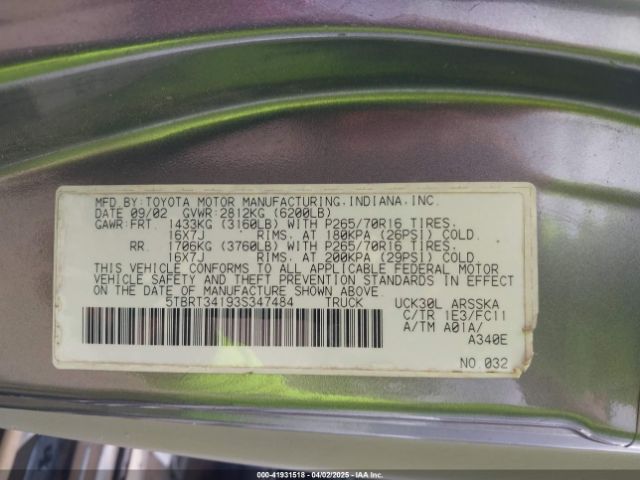 MFD.BY:TOYOTA MOTOR MANUFACTURING,INDIANA,INC.
DATE 09/02 GVWR:2812KG (6200LB)
GAWR:FRT. 1433KG (3160LB) WITH P265/70R16 TIRES,
16X7J RIMS, AT 180KPA (26PSI) COLD.
RR. 1706KG (3760LB) WITH P265/70R16 TIRES,
16X7J RIMS, AT 200KPA (29PSI) COLD.
THIS VEHICLE CONFORMS TO ALL APPLICABLE FEDERAL MOTOR
VEHICLE SAFETY AND THEFT PREVENTION STANDARDS IN EFFECT
ON THE DATE OF MANUFACTURE SHOWN ABOVE.
5TBRT34193S347484 TRUCK UCK30L ARSSKA
C/TR 1E3/FC11
A/TM A01A/
A340E
NO.032
000-41931518 - 04/02/2025 - IAA Inc.